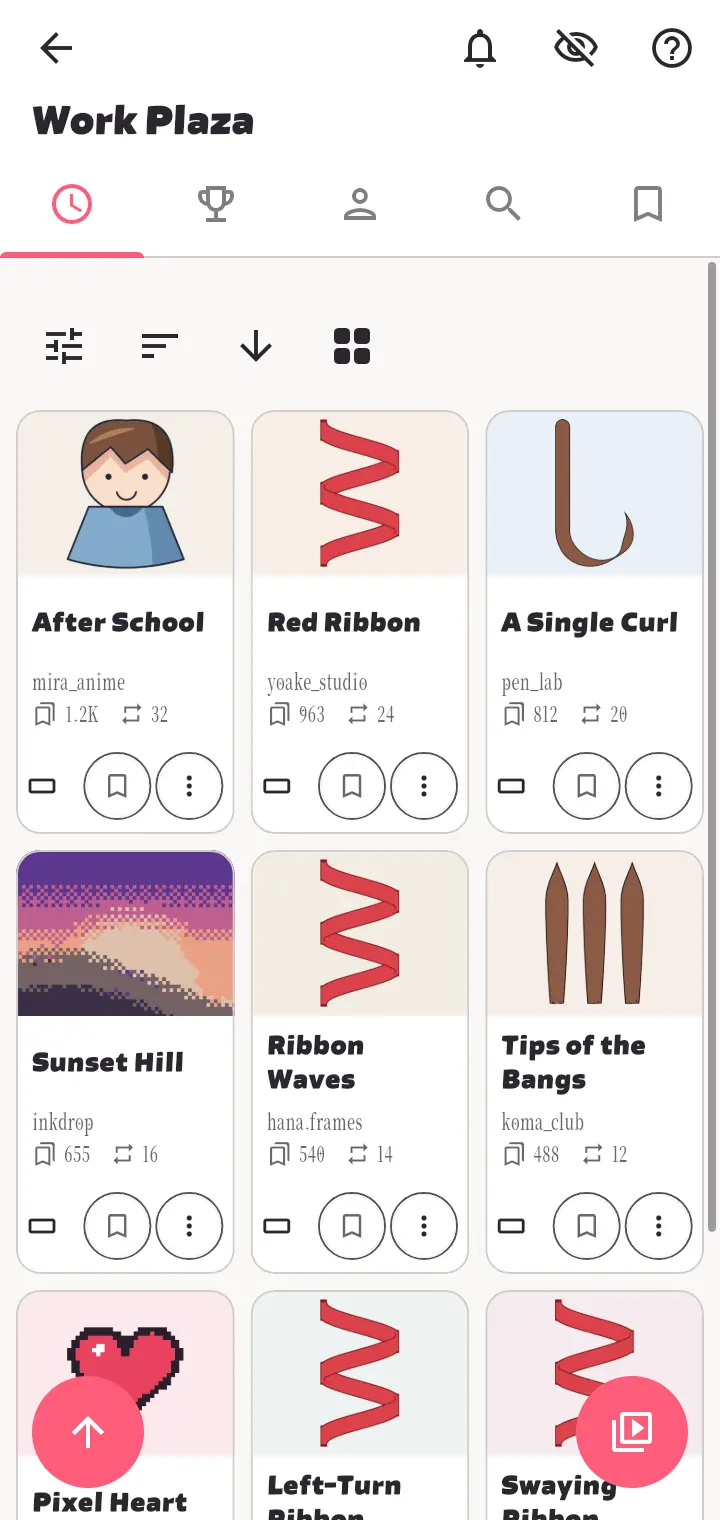 Work Plaza
After School
mira_anime
1.2K 32
Red Ribbon
yoake_studio
963 24
A Single Curl
pen_lab
812 20
Sunset Hill
inkdrop
655 16
Ribbon
Waves
hana.frames
540 14
Tips of the
Bangs
koma_club
488 12
Pixel Heart
Left-Turn
Ribbon
Swaying
Ribbon